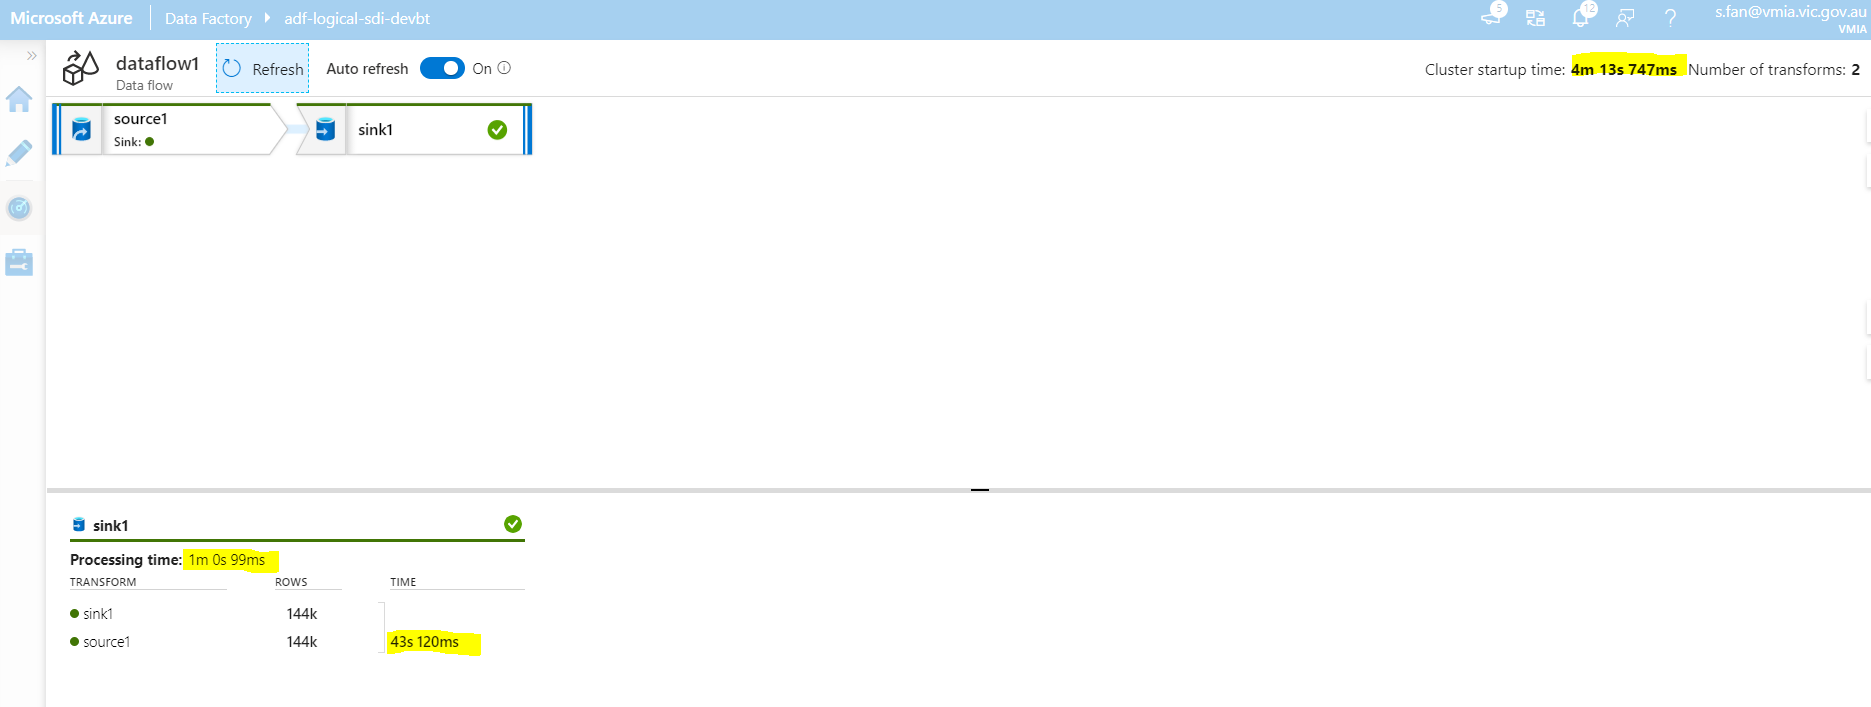 Microsoft Azure
Data Factory
adf-logical-sdi-devbt
5
12
s.fan@vmia.vic.gov.au
VMIA
dataflow1
Data flow
Refresh
Auto refresh
On
Cluster startup time: 4m 13s 747ms
Number of transforms: 2
source1
Sink:
sink1
sink1
Processing time: 1m 0s 99ms
TRANSFORM ROWS TIME
sink1 144k
source1 144k 43s 120ms